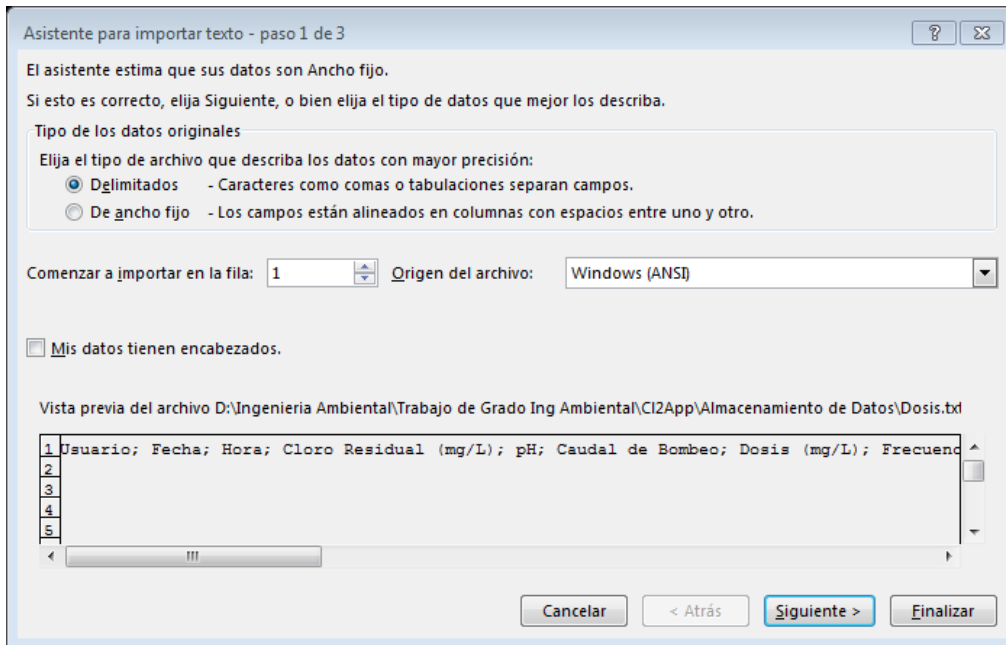 Asistente para importar texto - paso 1 de 3
El asistente estima que sus datos son Ancho fijo.
Si esto es correcto, elija Siguiente, o bien elija el tipo de datos que mejor los describa.
Tipo de los datos originales
Elija el tipo de archivo que describa los datos con mayor precisión:
Delimitados - Caracteres como comas o tabulaciones separan campos.
De ancho fijo - Los campos están alineados en columnas con espacios entre uno y otro.
Comenzar a importar en la fila: 1 Origen del archivo: Windows (ANSI)
Mis datos tienen encabezados.
Vista previa del archivo D:\Ingenieria Ambiental\Trabajo de Grado Ing Ambiental\Cl2App\Almacenamiento de Datos\Dosis.txt
1 Usuario; Fecha; Hora; Cloro Residual (mg/L); pH; Caudal de Bombeo; Dosis (mg/L); Frecuenc
2
3
4
5
Cancelar < Atrás Siguiente > Finalizar